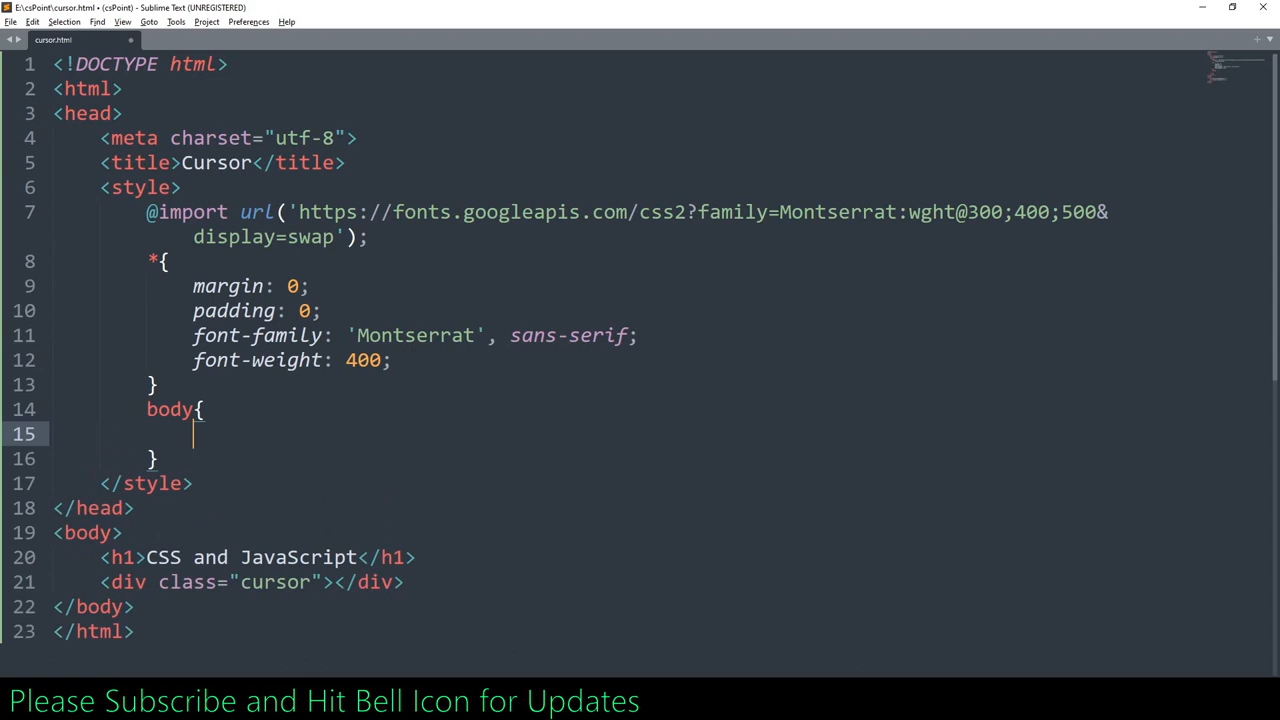 E:\csPoint\cursor.html • (csPoint) - Sublime Text (UNREGISTERED)
File Edit Selection Find View Goto Tools Project Preferences Help
cursor.html
1 <!DOCTYPE html>
2 <html>
3 <head>
4 <meta charset="utf-8">
5 <title>Cursor</title>
6 <style>
7 @import url('https://fonts.googleapis.com/css2?family=Montserrat:wght@300;400;500&
display=swap');
8 *{
9 margin: 0;
10 padding: 0;
11 font-family: 'Montserrat', sans-serif;
12 font-weight: 400;
13 }
14 body{
15
16 }
17 </style>
18 </head>
19 <body>
20 <h1>CSS and JavaScript</h1>
21 <div class="cursor"></div>
22 </body>
23 </html>
Please Subscribe and Hit Bell Icon for Updates